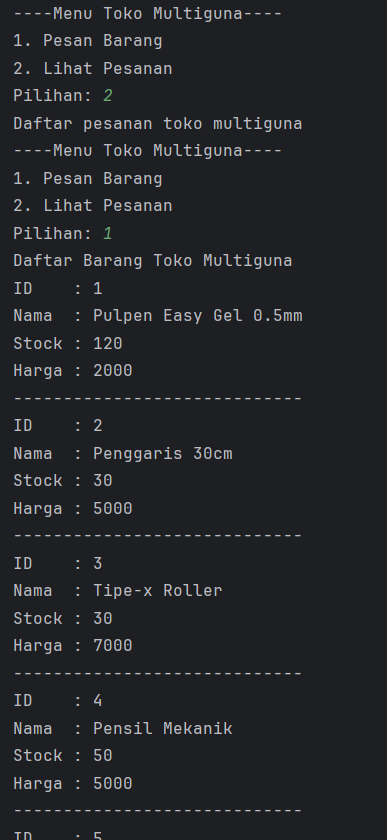 ----Menu Toko Multiguna----
1. Pesan Barang
2. Lihat Pesanan
Pilihan: 2
Daftar pesanan toko multiguna
----Menu Toko Multiguna----
1. Pesan Barang
2. Lihat Pesanan
Pilihan: 1
Daftar Barang Toko Multiguna
ID    : 1
Nama  : Pulpen Easy Gel 0.5mm
Stock : 120
Harga : 2000
-----------------------------
ID    : 2
Nama  : Penggaris 30cm
Stock : 30
Harga : 5000
-----------------------------
ID    : 3
Nama  : Tipe-x Roller
Stock : 30
Harga : 7000
-----------------------------
ID    : 4
Nama  : Pensil Mekanik
Stock : 50
Harga : 5000
-----------------------------
ID    : 5